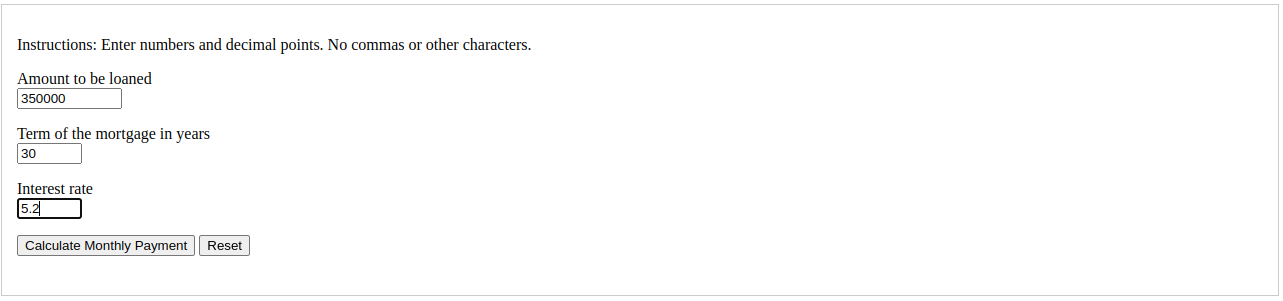 Instructions: Enter numbers and decimal points. No commas or other characters.
Amount to be loaned
350000
Term of the mortgage in years
30
Interest rate
5.2
Calculate Monthly Payment Reset